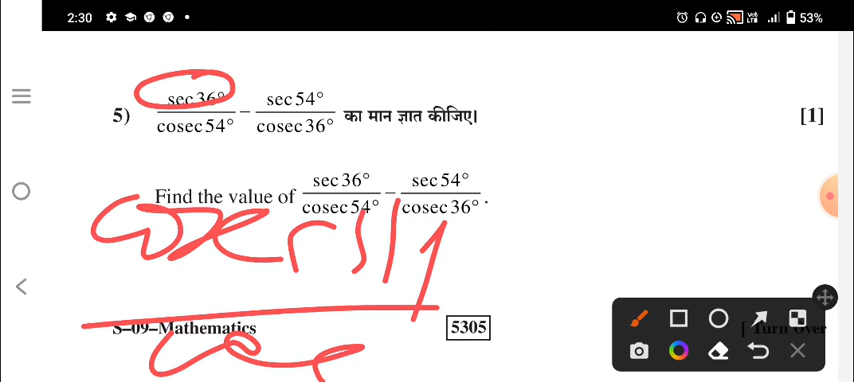 2:30 53%
5) sec 36° / cosec 54° − sec 54° / cosec 36° का मान ज्ञात कीजिए। [1]
Find the value of sec 36° / cosec 54° − sec 54° / cosec 36°.
S–09–Mathematics 5305 [ Turn Over